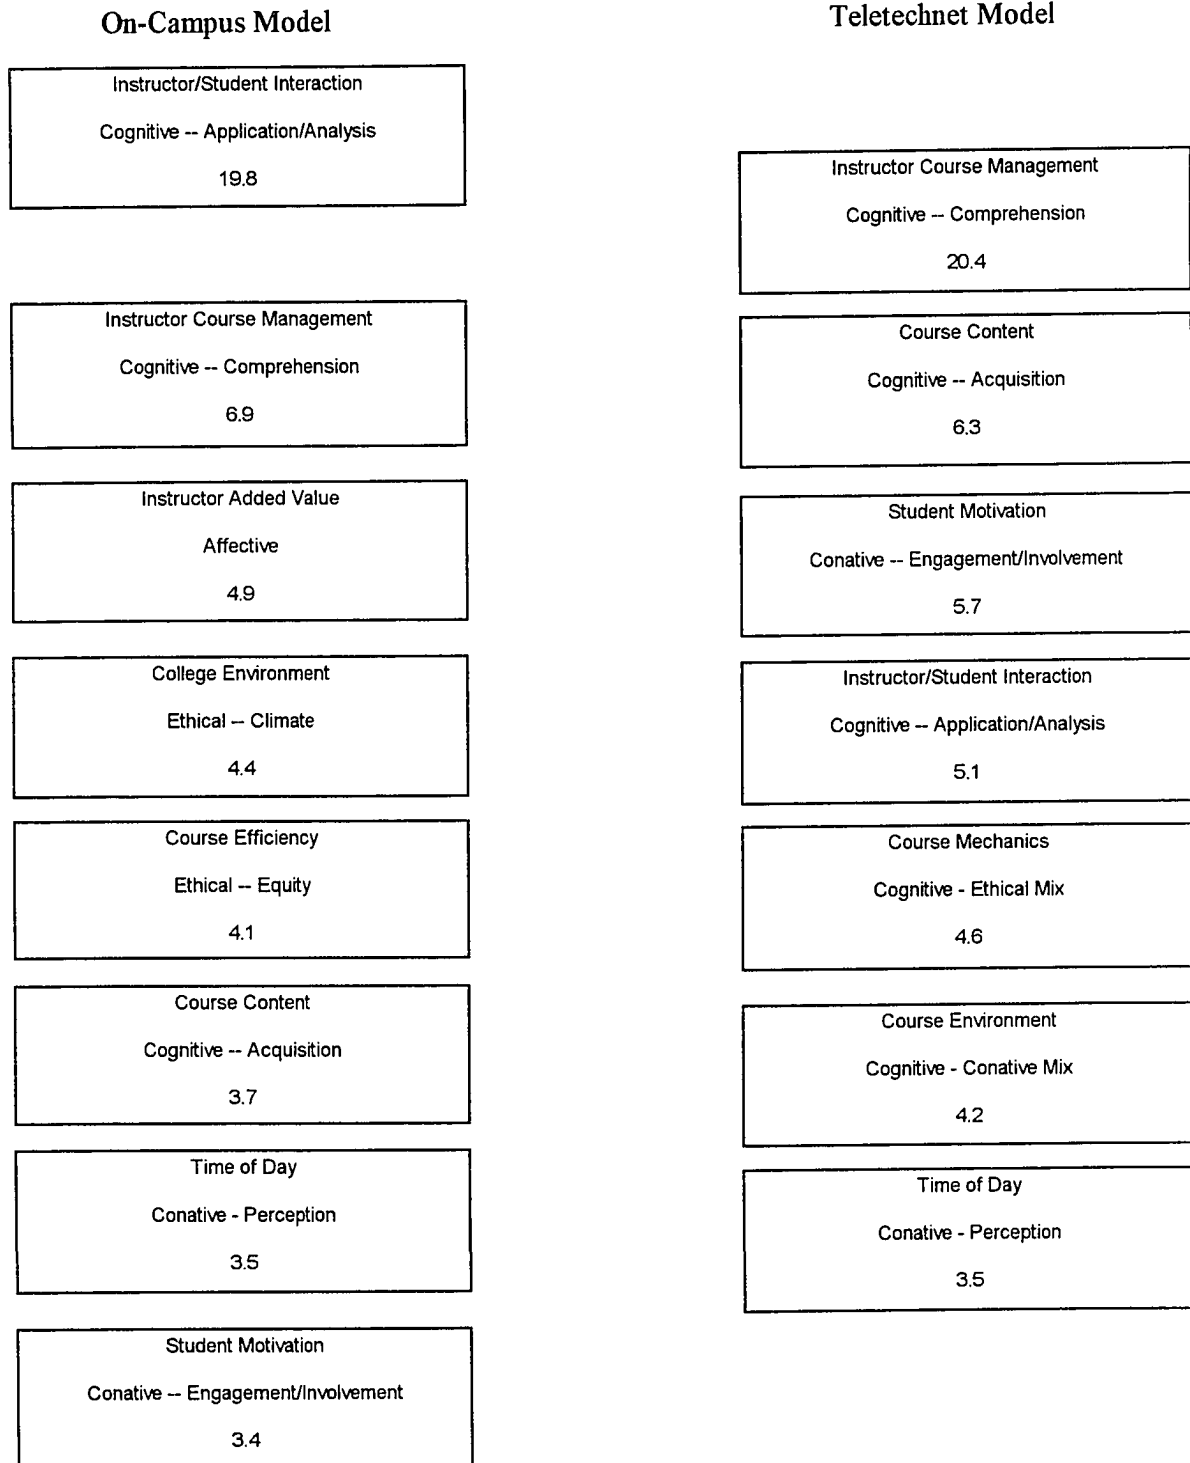 On-Campus Model
Instructor/Student Interaction
Cognitive -- Application/Analysis
19.8
Instructor Course Management
Cognitive -- Comprehension
6.9
Instructor Added Value
Affective
4.9
College Environment
Ethical -- Climate
4.4
Course Efficiency
Ethical -- Equity
4.1
Course Content
Cognitive -- Acquisition
3.7
Time of Day
Conative - Perception
3.5
Student Motivation
Conative -- Engagement/Involvement
3.4
Teletechnet Model
Instructor Course Management
Cognitive -- Comprehension
20.4
Course Content
Cognitive -- Acquisition
6.3
Student Motivation
Conative -- Engagement/Involvement
5.7
Instructor/Student Interaction
Cognitive -- Application/Analysis
5.1
Course Mechanics
Cognitive - Ethical Mix
4.6
Course Environment
Cognitive - Conative Mix
4.2
Time of Day
Conative - Perception
3.5